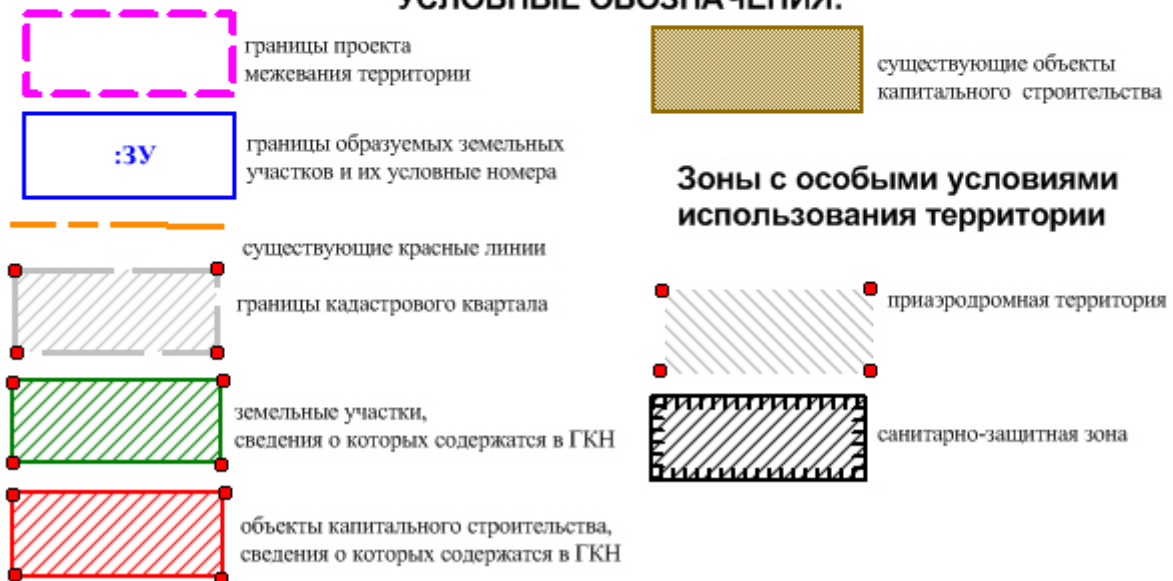 УСЛОВНЫЕ ОБОЗНАЧЕНИЯ:
границы проекта
межевания территории
:ЗУ
границы образуемых земельных
участков и их условные номера
существующие красные линии
границы кадастрового квартала
земельные участки,
сведения о которых содержатся в ГКН
объекты капитального строительства,
сведения о которых содержатся в ГКН
существующие объекты
капитального строительства
Зоны с особыми условиями
использования территории
приаэродромная территория
санитарно-защитная зона